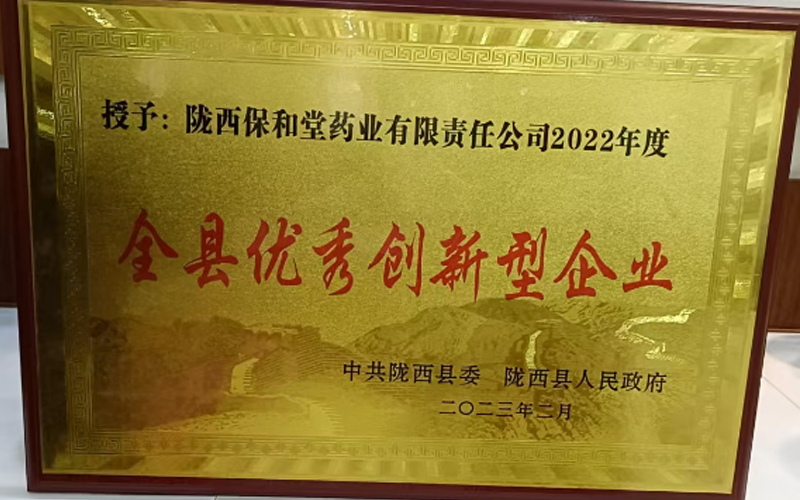 授予：陇西保和堂药业有限责任公司2022年度
全县优秀创新型企业
中共陇西县委 陇西县人民政府
二〇二三年二月